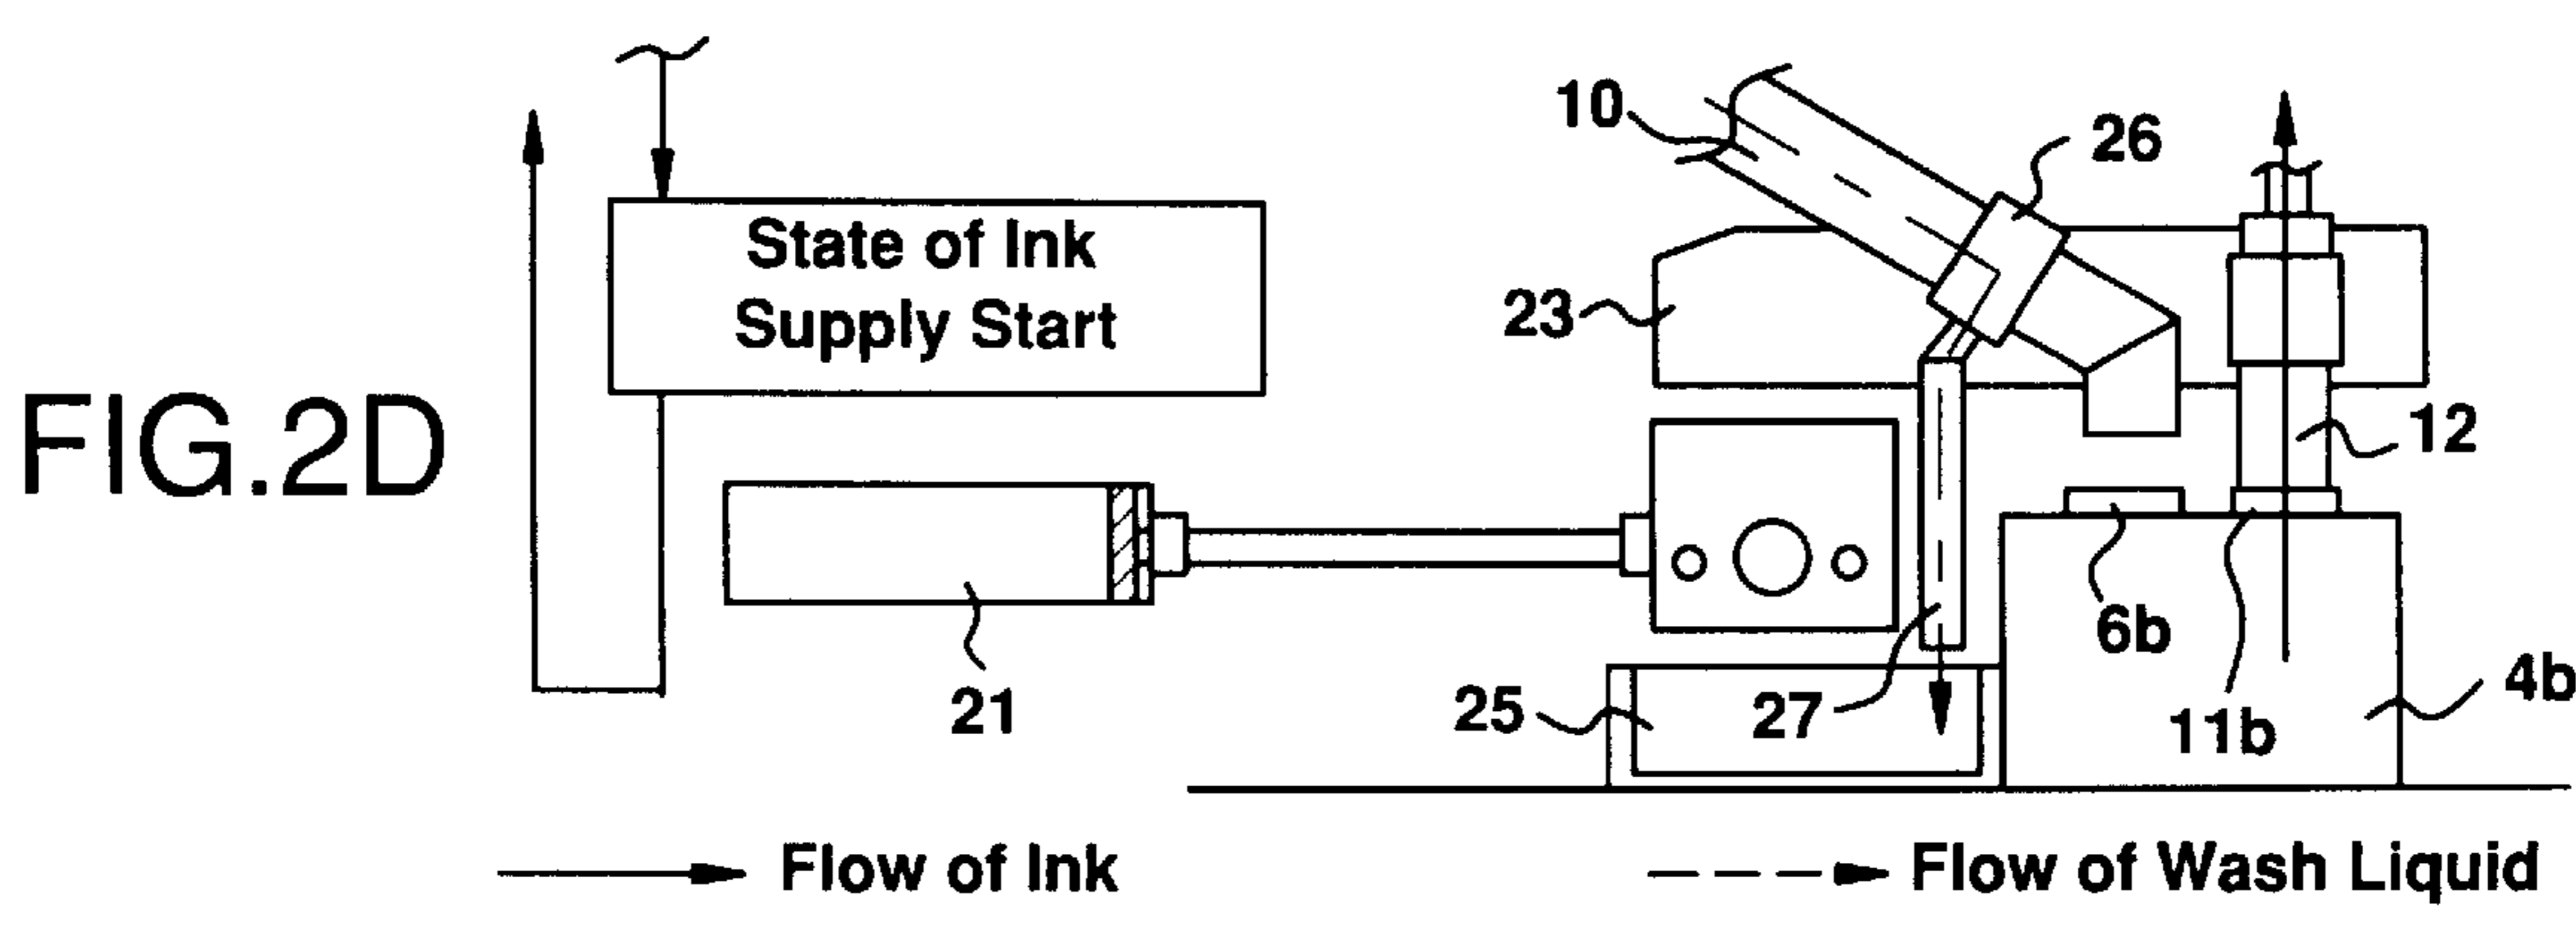 FIG.2D
State of Ink
Supply Start
10
26
23
12
6b
21
25
27
11b
4b
Flow of Ink
Flow of Wash Liquid